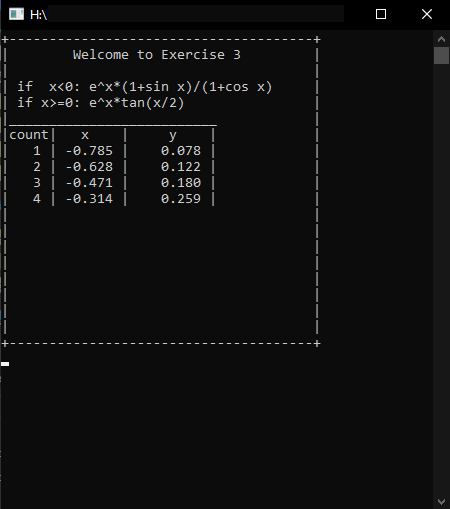 H:\
+--------------------------------------+
| Welcome to Exercise 3 |
| if  x<0: e^x*(1+sin x)/(1+cos x) |
| if x>=0: e^x*tan(x/2) |
|__________________________ |
|count| x | y | |
| 1 | -0.785 | 0.078 | |
| 2 | -0.628 | 0.122 | |
| 3 | -0.471 | 0.180 | |
| 4 | -0.314 | 0.259 | |
+--------------------------------------+